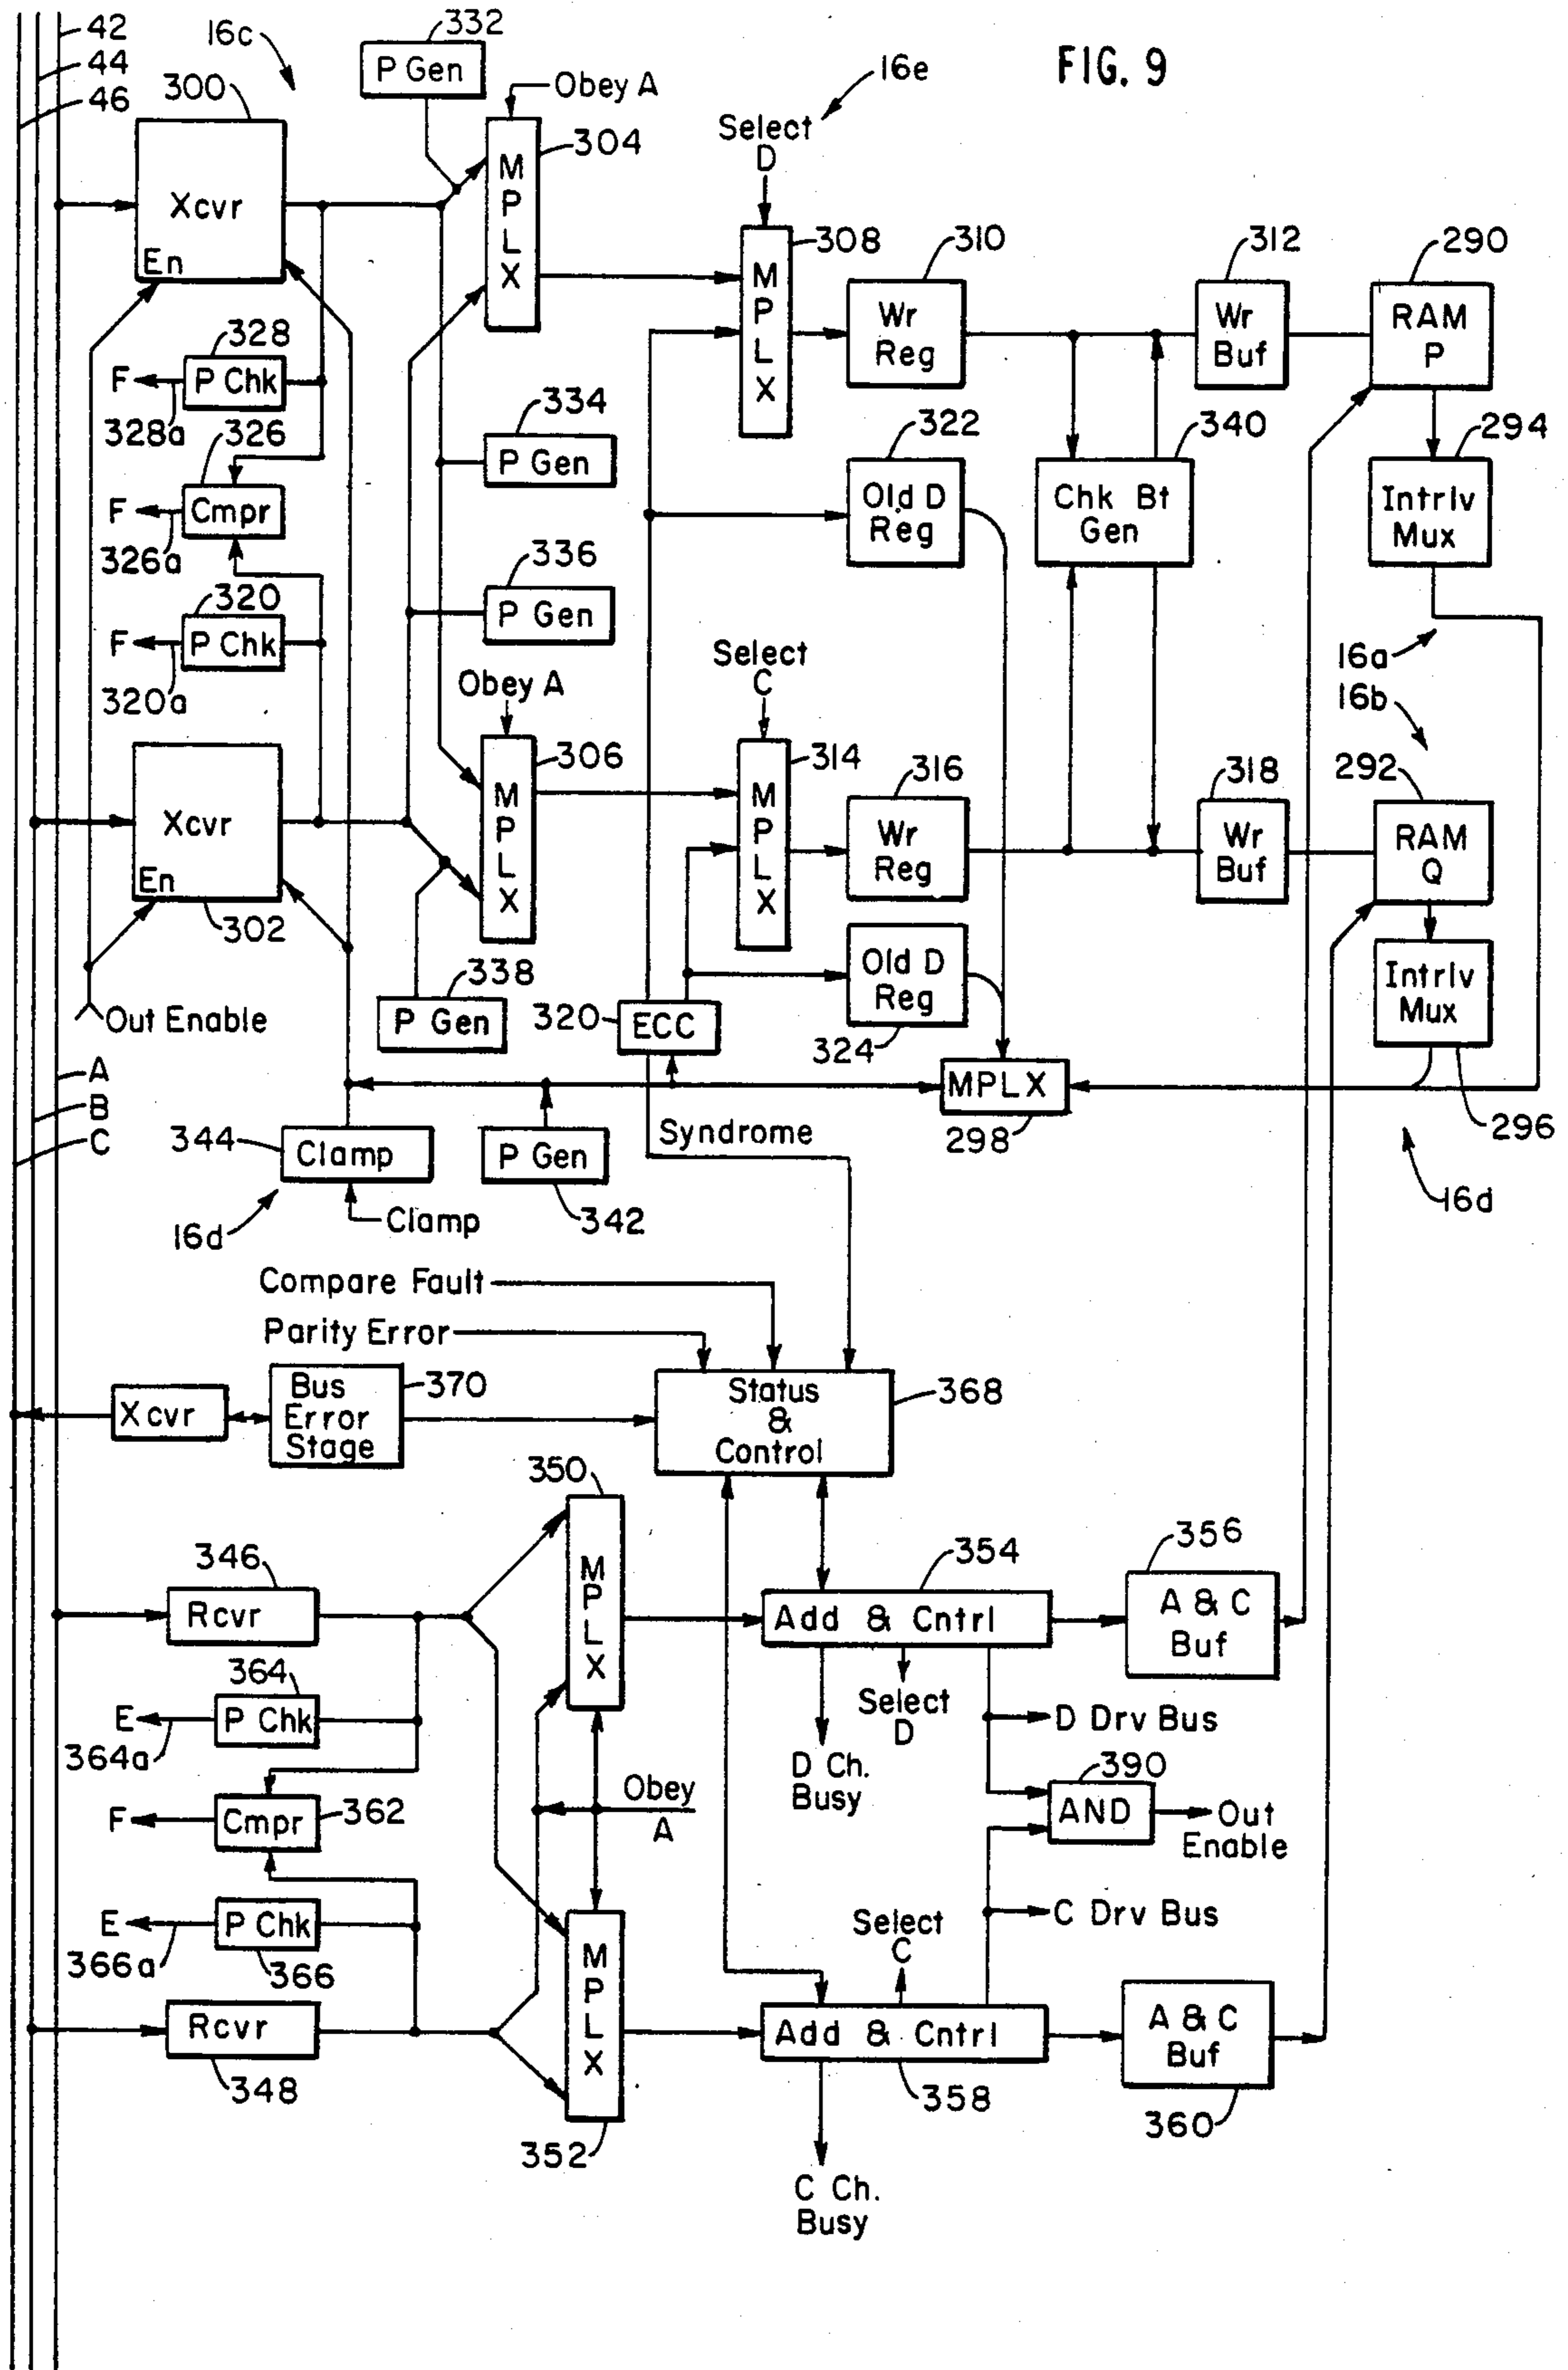 FIG. 9
42
44
46
16c
300
332
P Gen
Obey A
304
MPLX
16e
Select
D
308
MPLX
310
Wr
Reg
312
Wr
Buf
290
RAM
P
Xcvr
En
328
P Chk
F
328a
326
Cmpr
F
326a
320
P Chk
F
320a
334
P Gen
336
P Gen
322
Old D
Reg
340
Chk Bt
Gen
294
Intrlv
Mux
16a
16b
Obey A
306
MPLX
Select
C
314
MPLX
316
Wr
Reg
318
Wr
Buf
292
RAM
Q
Xcvr
En
302
Out Enable
338
P Gen
320
ECC
Old D
Reg
324
Intrlv
Mux
296
MPLX
298
A
B
C
344
Clamp
Clamp
16d
P Gen
342
Syndrome
16d
Compare Fault
Parity Error
Xcvr
Bus
Error
Stage
370
Status
&
Control
368
350
MPLX
346
Rcvr
354
Add & Cntrl
356
A & C
Buf
364
P Chk
E
364a
Select
D
D Ch.
Busy
D Drv Bus
390
AND
Out
Enable
Cmpr
362
F
Obey
A
P Chk
366
E
366a
Select
C
C Drv Bus
Rcvr
348
MPLX
352
Add & Cntrl
358
A & C
Buf
360
C Ch.
Busy